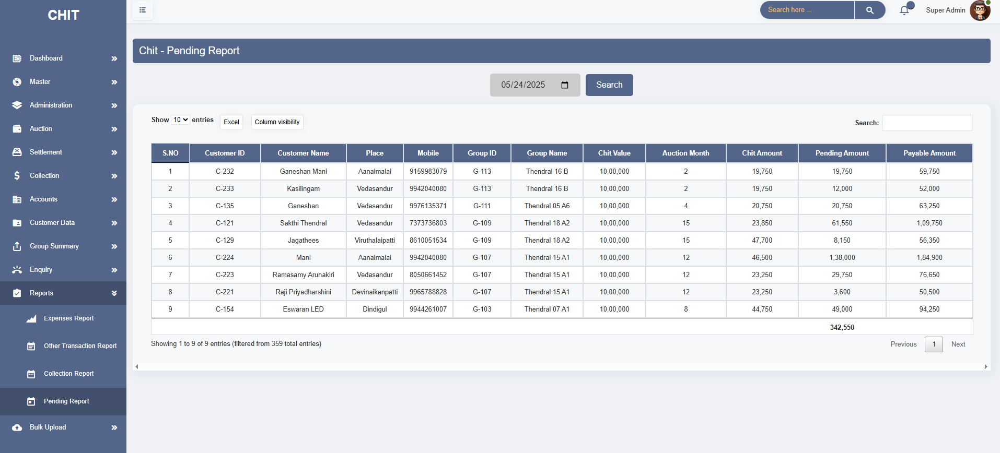 CHIT
Search here ...
Super Admin
Dashboard
Master
Administration
Auction
Settlement
Collection
Accounts
Customer Data
Group Summary
Enquiry
Reports
Expenses Report
Other Transaction Report
Collection Report
Pending Report
Bulk Upload
Chit - Pending Report
05/24/2025 Search
Show 10 entries Excel Column visibility Search:
S.NO Customer ID Customer Name Place Mobile Group ID Group Name Chit Value Auction Month Chit Amount Pending Amount Payable Amount
1 C-232 Ganeshan Mani Aanaimalai 9159983079 G-113 Thendral 16 B 10,00,000 2 19,750 19,750 59,750
2 C-233 Kasilingam Vedasandur 9942040080 G-113 Thendral 16 B 10,00,000 2 19,750 12,000 52,000
3 C-135 Ganeshan Vedasandur 9976135371 G-111 Thendral 05 A6 10,00,000 4 20,750 20,750 63,250
4 C-121 Sakthi Thendral Vedasandur 7373736803 G-109 Thendral 18 A2 10,00,000 15 23,850 61,550 1,09,750
5 C-129 Jagathees Viruthalaipatti 8610051534 G-109 Thendral 18 A2 10,00,000 15 47,700 8,150 56,350
6 C-224 Mani Aanaimalai 9942040080 G-107 Thendral 15 A1 10,00,000 12 46,500 1,38,000 1,84,900
7 C-223 Ramasamy Arunakiri Vedasandur 8050661452 G-107 Thendral 15 A1 10,00,000 12 23,250 29,750 76,650
8 C-221 Raji Priyadharshini Devinaikanpatti 9965788828 G-107 Thendral 15 A1 10,00,000 12 23,250 3,600 50,500
9 C-154 Eswaran LED Dindigul 9944261007 G-103 Thendral 07 A1 10,00,000 8 44,750 49,000 94,250
342,550
Showing 1 to 9 of 9 entries (filtered from 359 total entries) Previous 1 Next